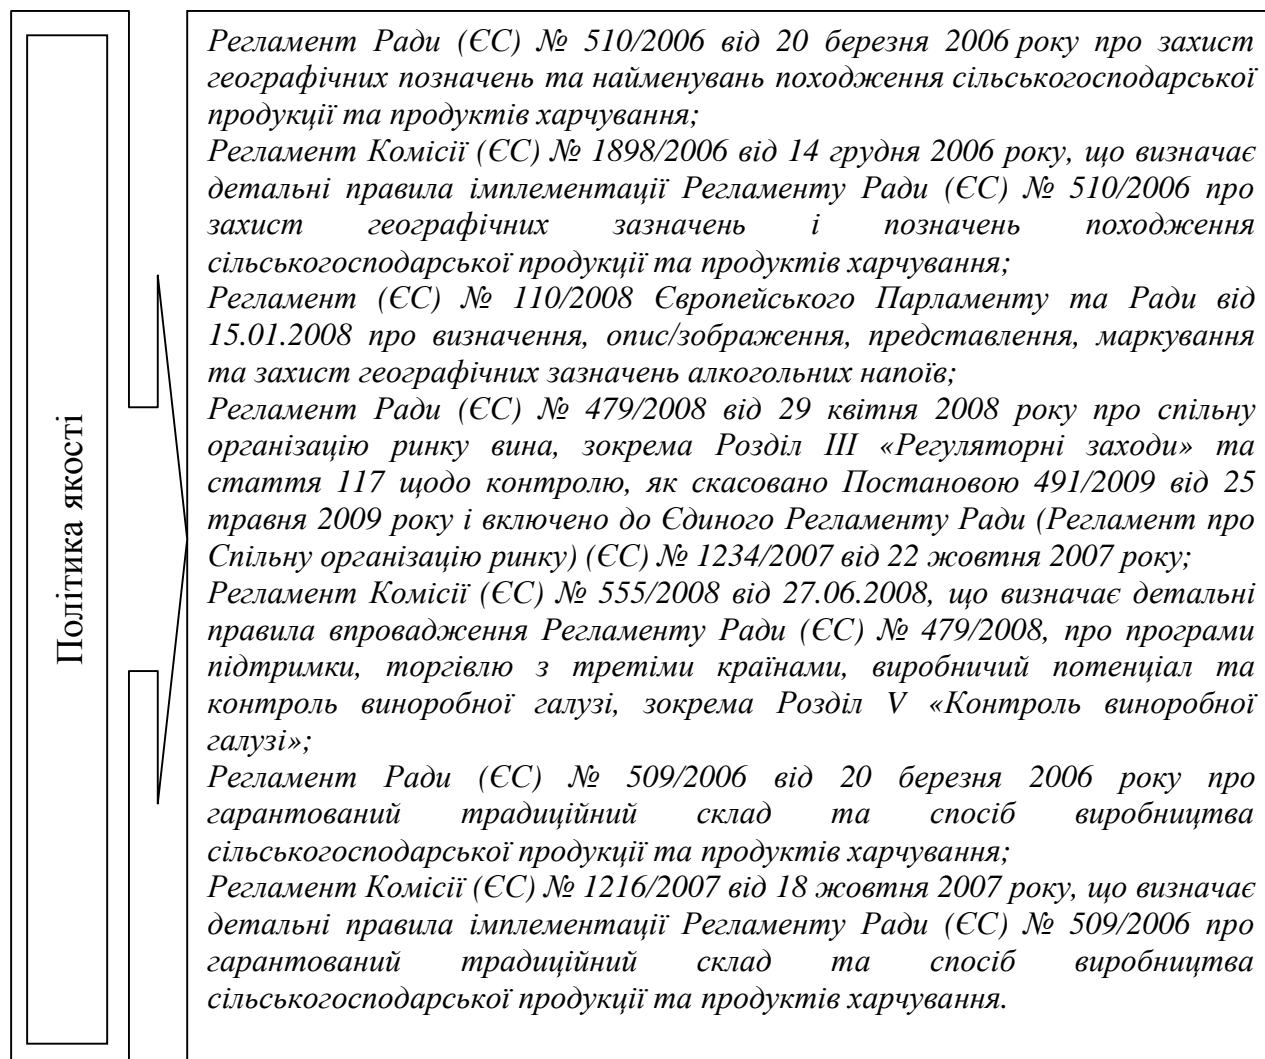 Політика якості
Регламент Ради (ЄС) № 510/2006 від 20 березня 2006 року про захист
географічних позначень та найменувань походження сільськогосподарської
продукції та продуктів харчування;
Регламент Комісії (ЄС) № 1898/2006 від 14 грудня 2006 року, що визначає
детальні правила імплементації Регламенту Ради (ЄС) № 510/2006 про
захист географічних зазначень і позначень походження
сільськогосподарської продукції та продуктів харчування;
Регламент (ЄС) № 110/2008 Європейського Парламенту та Ради від
15.01.2008 про визначення, опис/зображення, представлення, маркування
та захист географічних зазначень алкогольних напоїв;
Регламент Ради (ЄС) № 479/2008 від 29 квітня 2008 року про спільну
організацію ринку вина, зокрема Розділ III «Регуляторні заходи» та
стаття 117 щодо контролю, як скасовано Постановою 491/2009 від 25
травня 2009 року і включено до Єдиного Регламенту Ради (Регламент про
Спільну організацію ринку) (ЄС) № 1234/2007 від 22 жовтня 2007 року;
Регламент Комісії (ЄС) № 555/2008 від 27.06.2008, що визначає детальні
правила впровадження Регламенту Ради (ЄС) № 479/2008, про програми
підтримки, торгівлю з третіми країнами, виробничий потенціал та
контроль виноробної галузі, зокрема Розділ V «Контроль виноробної
галузі»;
Регламент Ради (ЄС) № 509/2006 від 20 березня 2006 року про
гарантований традиційний склад та спосіб виробництва
сільськогосподарської продукції та продуктів харчування;
Регламент Комісії (ЄС) № 1216/2007 від 18 жовтня 2007 року, що визначає
детальні правила імплементації Регламенту Ради (ЄС) № 509/2006 про
гарантований традиційний склад та спосіб виробництва
сільськогосподарської продукції та продуктів харчування.